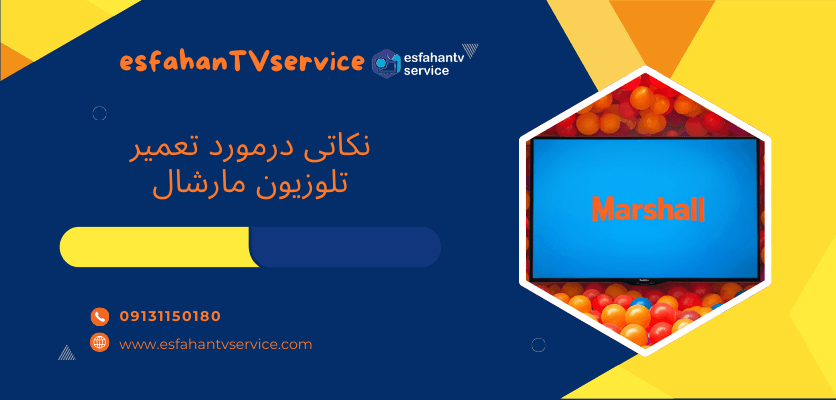 esfahanTVservice
esfahantv
service
نکاتی درمورد تعمیر
تلوزیون مارشال
Marshall
09131150180
www.esfahantvservice.com